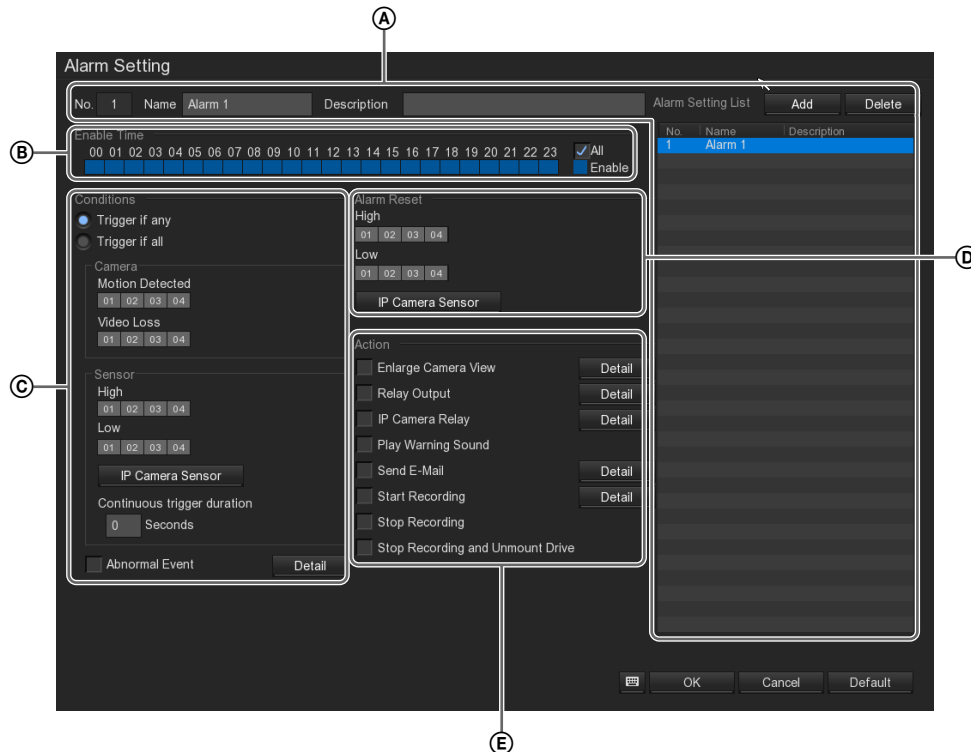 A
Alarm Setting
No. 1 Name Alarm 1 Description Alarm Setting List Add Delete
No. Name Description
1 Alarm 1
B
Enable Time
00 01 02 03 04 05 06 07 08 09 10 11 12 13 14 15 16 17 18 19 20 21 22 23 All
Enable
C
Conditions
Trigger if any
Trigger if all
Camera
Motion Detected
01 02 03 04
Video Loss
01 02 03 04
Sensor
High
01 02 03 04
Low
01 02 03 04
IP Camera Sensor
Continuous trigger duration
0 Seconds
Abnormal Event Detail
D
Alarm Reset
High
01 02 03 04
Low
01 02 03 04
IP Camera Sensor
Action
Enlarge Camera View Detail
Relay Output Detail
IP Camera Relay Detail
Play Warning Sound
Send E-Mail Detail
Start Recording Detail
Stop Recording
Stop Recording and Unmount Drive
OK Cancel Default
E